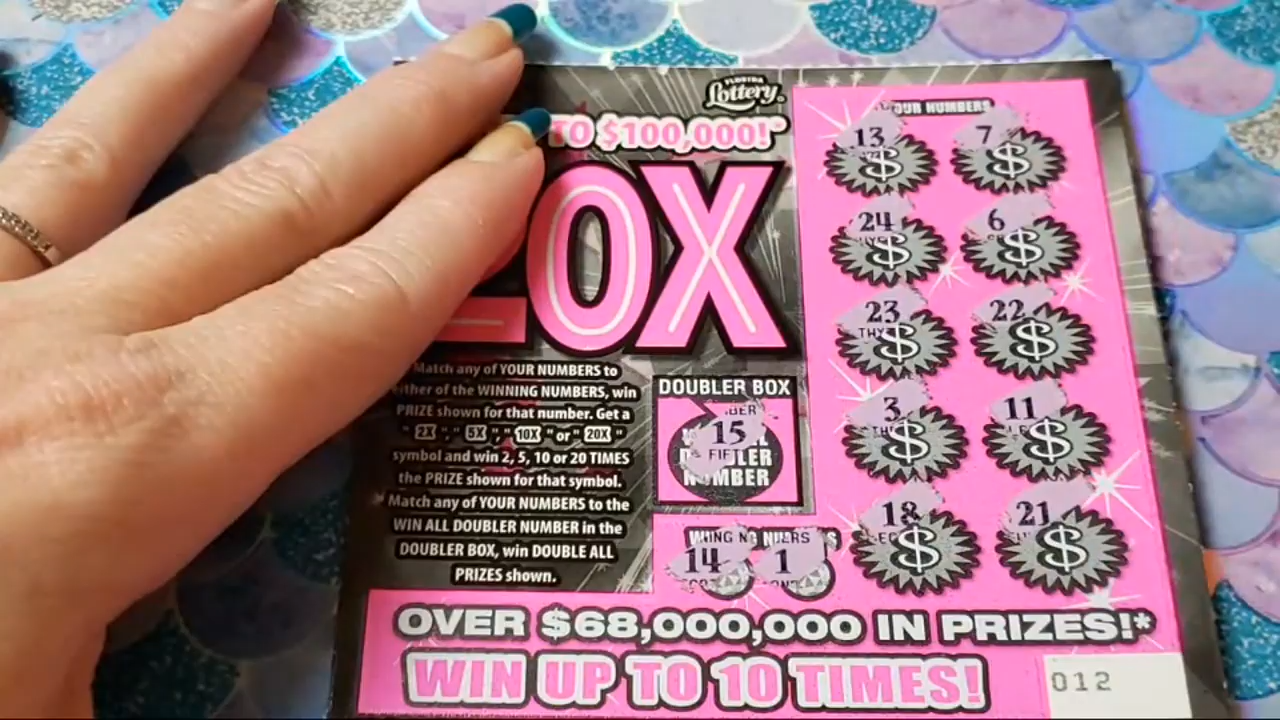 FLORIDA
Lottery
TO $100,000!*
0X
Match any of YOUR NUMBERS to
either of the WINNING NUMBERS, win
PRIZE shown for that number. Get a
"2X", "5X", "10X" or "20X"
symbol and win 2, 5, 10 or 20 TIMES
the PRIZE shown for that symbol.
Match any of YOUR NUMBERS to the
WIN ALL DOUBLER NUMBER in the
DOUBLER BOX, win DOUBLE ALL
PRIZES shown.
DOUBLER BOX
15
NUMBER
14 1
YOUR NUMBERS
13 7
$ $
24 6
$ $
23 22
$ $
3 11
$ $
18 21
$ $
OVER $68,000,000 IN PRIZES!*
WIN UP TO 10 TIMES!
012